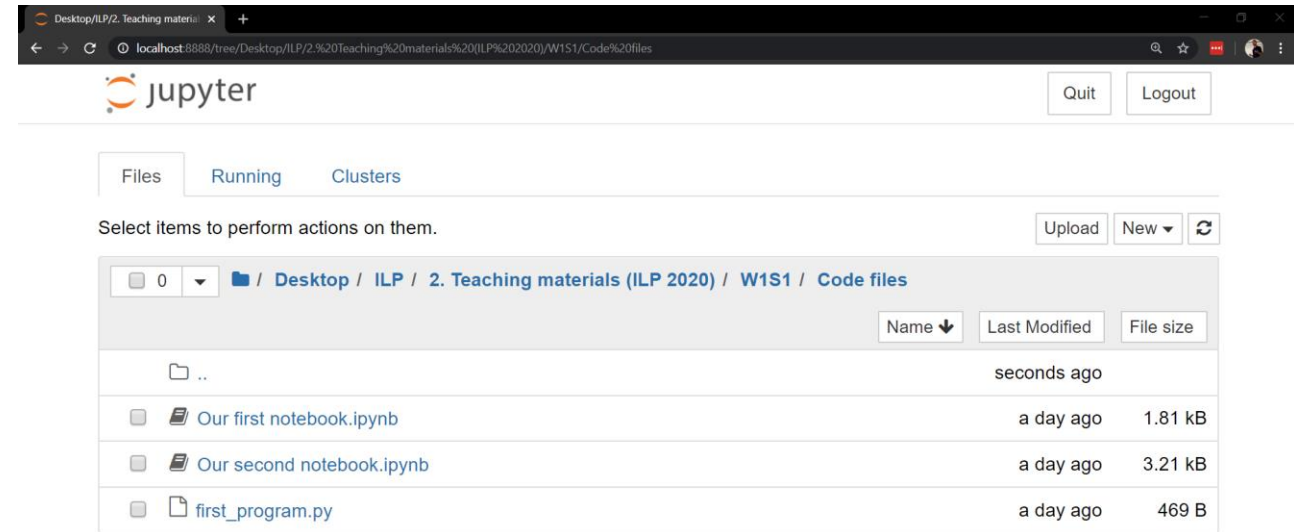 Desktop/ILP/2. Teaching material
localhost:8888/tree/Desktop/ILP/2.%20Teaching%20materials%20(ILP%202020)/W1S1/Code%20files
jupyter
Quit Logout
Files Running Clusters
Select items to perform actions on them.
Upload New
0 / Desktop / ILP / 2. Teaching materials (ILP 2020) / W1S1 / Code files
Name Last Modified File size
.. seconds ago
Our first notebook.ipynb a day ago 1.81 kB
Our second notebook.ipynb a day ago 3.21 kB
first_program.py a day ago 469 B